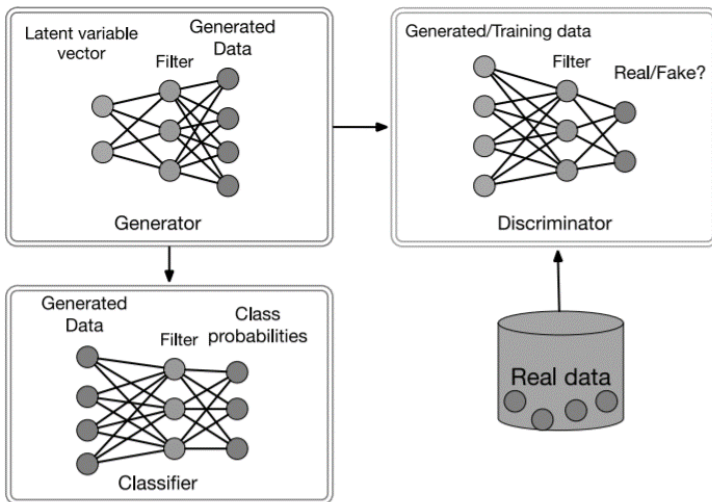 Latent variable
vector
Filter
Generated
Data
Generator
Generated/Training data
Filter
Real/Fake?
Discriminator
Generated
Data
Filter
Class
probabilities
Classifier
Real data